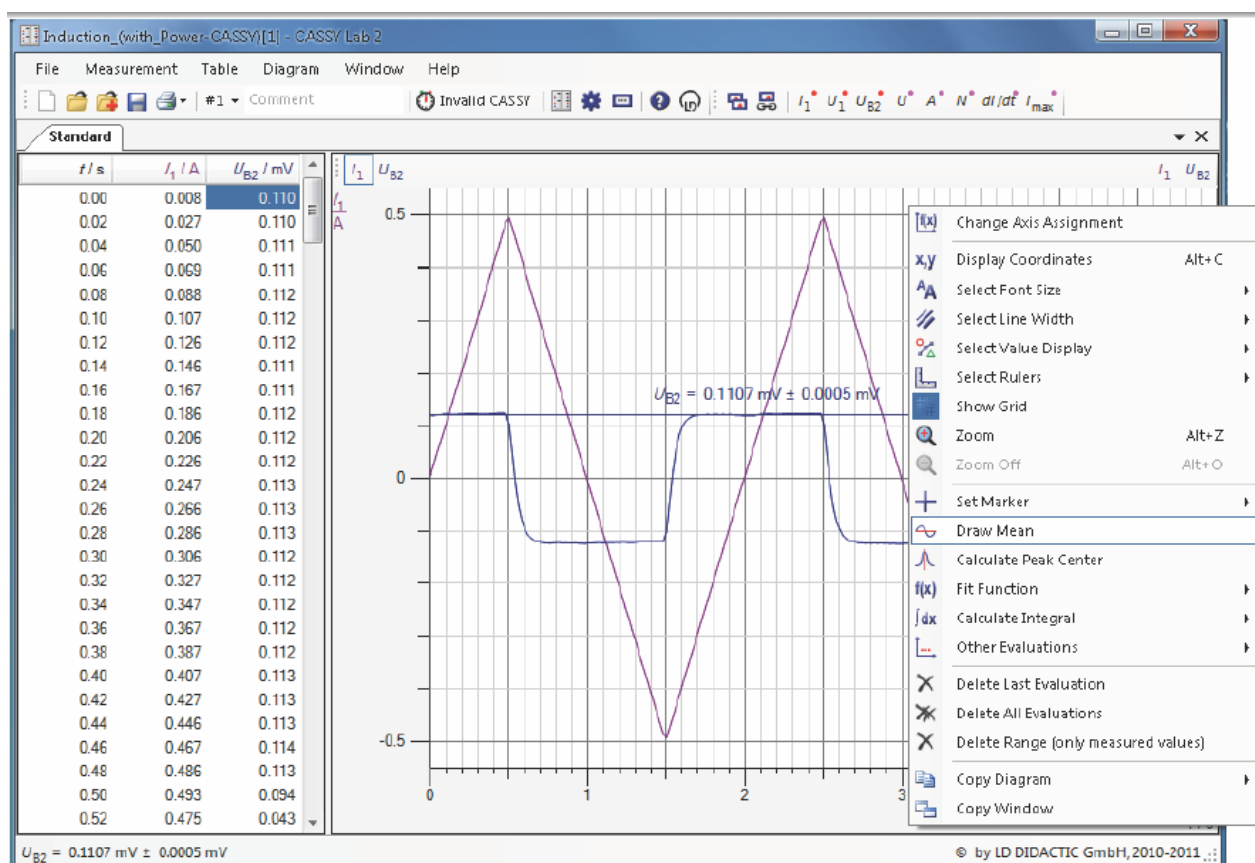 Induction_(with_Power-CASSY)[1] - CASSY Lab 2
File Measurement Table Diagram Window Help
#1 Comment Invalid CASSY I1 U1 UB2 U A N dI/dt Imax
Standard
t / s I1 / A UB2 / mV
0.00 0.008 0.110
0.02 0.027 0.110
0.04 0.050 0.111
0.06 0.069 0.111
0.08 0.088 0.112
0.10 0.107 0.112
0.12 0.126 0.112
0.14 0.146 0.111
0.16 0.167 0.111
0.18 0.186 0.112
0.20 0.206 0.112
0.22 0.226 0.112
0.24 0.247 0.113
0.26 0.266 0.113
0.28 0.286 0.113
0.30 0.306 0.112
0.32 0.327 0.112
0.34 0.347 0.112
0.36 0.367 0.112
0.38 0.387 0.112
0.40 0.407 0.113
0.42 0.427 0.113
0.44 0.446 0.113
0.46 0.467 0.114
0.48 0.486 0.113
0.50 0.493 0.094
0.52 0.475 0.043
I1 UB2
I1 UB2
I1
A
0.5
0
-0.5
0 1 2 3
UB2 = 0.1107 mV ± 0.0005 mV
f(x) Change Axis Assignment
x,y Display Coordinates Alt+C
AA Select Font Size
Select Line Width
Select Value Display
Select Rulers
Show Grid
Zoom Alt+Z
Zoom Off Alt+O
Set Marker
Draw Mean
Calculate Peak Center
f(x) Fit Function
∫dx Calculate Integral
Other Evaluations
Delete Last Evaluation
Delete All Evaluations
Delete Range (only measured values)
Copy Diagram
Copy Window
UB2 = 0.1107 mV ± 0.0005 mV
© by LD DIDACTIC GmbH, 2010-2011